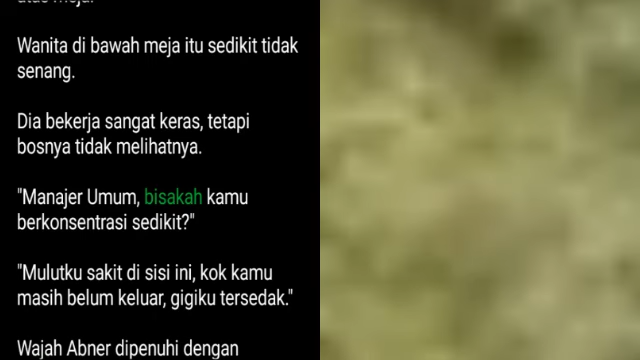 Wanita di bawah meja itu sedikit tidak
senang.
Dia bekerja sangat keras, tetapi
bosnya tidak melihatnya.
"Manajer Umum, bisakah kamu
berkonsentrasi sedikit?"
"Mulutku sakit di sisi ini, kok kamu
masih belum keluar, gigiku tersedak."
Wajah Abner dipenuhi dengan